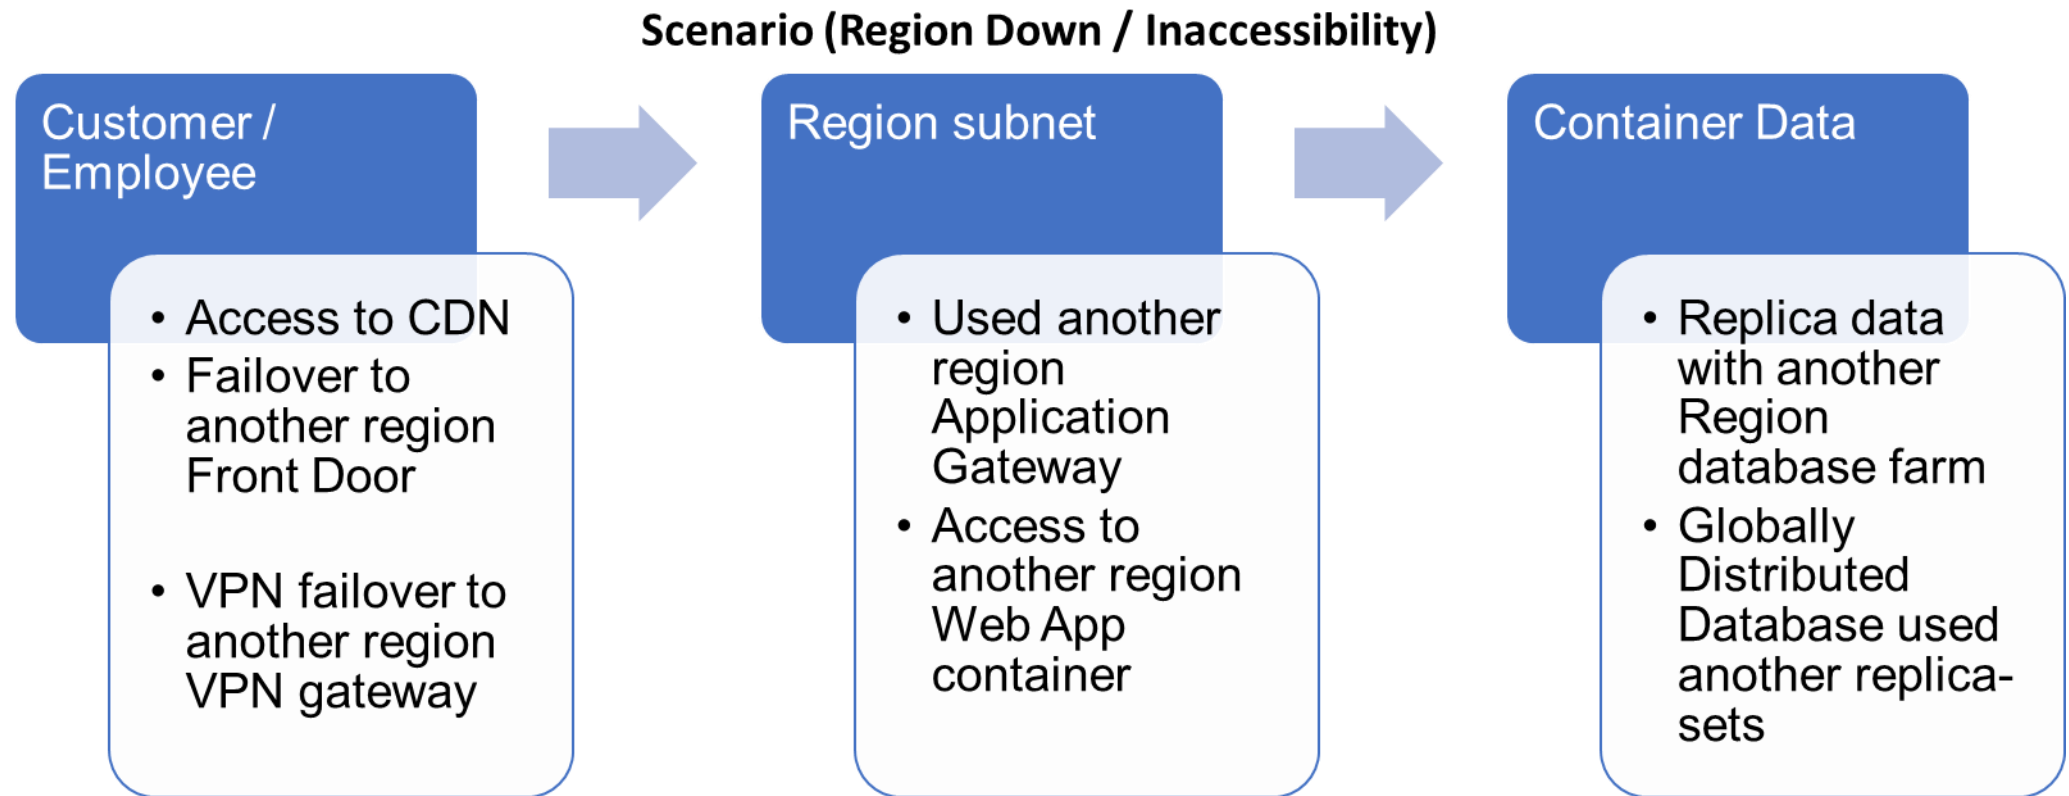 Scenario (Region Down / Inaccessibility)
Customer /
Employee
• Access to CDN
• Failover to
another region
Front Door
• VPN failover to
another region
VPN gateway
Region subnet
• Used another
region
Application
Gateway
• Access to
another region
Web App
container
Container Data
• Replica data
with another
Region
database farm
• Globally
Distributed
Database used
another replica-
sets